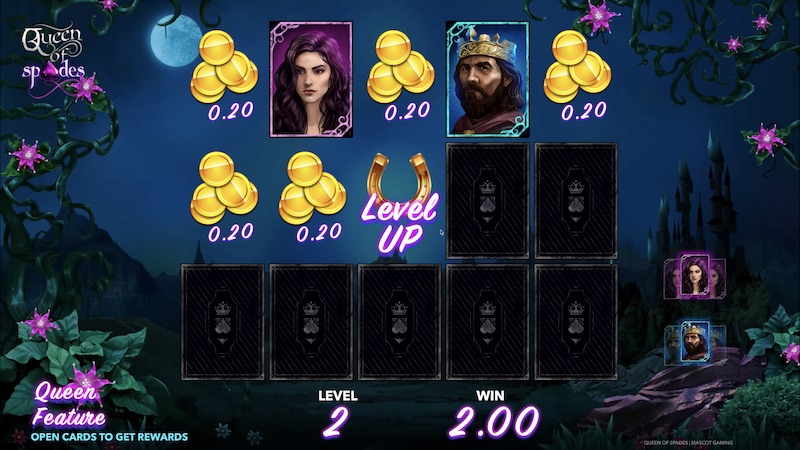 Queen
of
spades
0.20
0.20
0.20
0.20
0.20
Level
UP
Queen
Feature
OPEN CARDS TO GET REWARDS
LEVEL
2
WIN
2.00
QUEEN OF SPADES | MASCOT GAMING